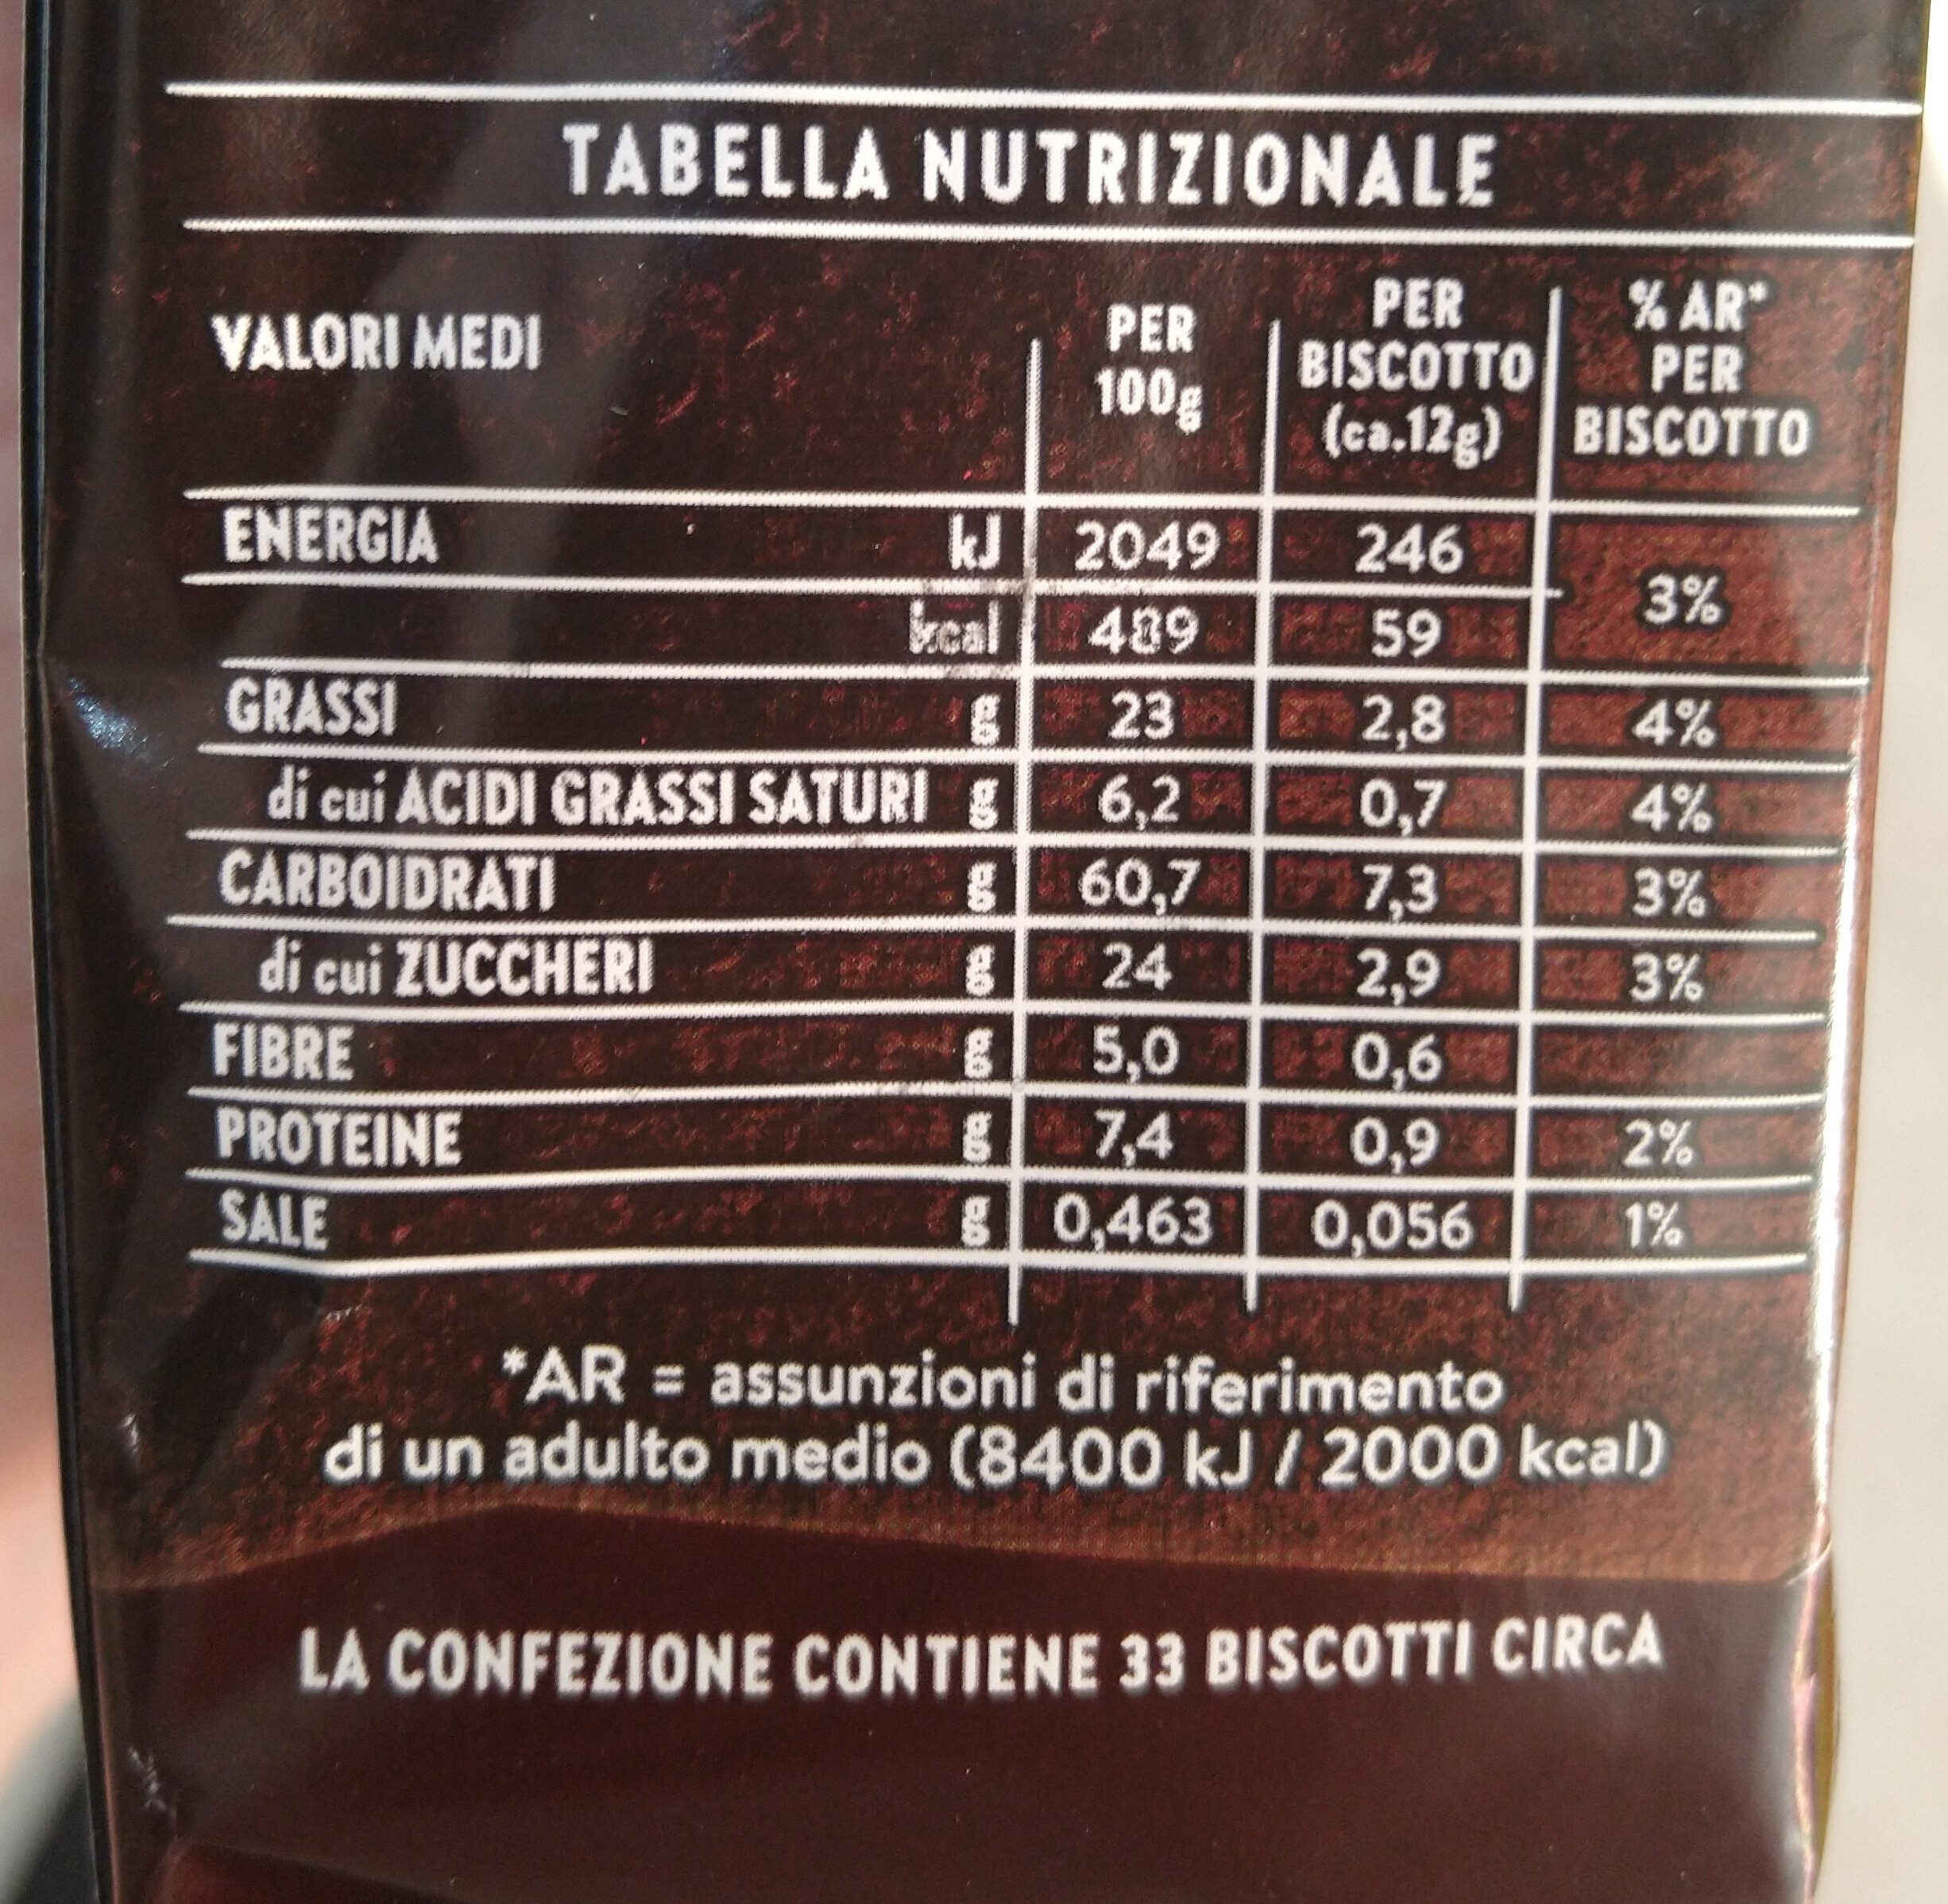 TABELLA NUTRIZIONALE
VALORI MEDI PER 100g PER BISCOTTO (ca.12g) % AR* PER BISCOTTO
ENERGIA kJ 2049 246 3%
kcal 489 59
GRASSI g 23 2,8 4%
di cui ACIDI GRASSI SATURI g 6,2 0,7 4%
CARBOIDRATI g 60,7 7,3 3%
di cui ZUCCHERI g 24 2,9 3%
FIBRE g 5,0 0,6
PROTEINE g 7,4 0,9 2%
SALE g 0,463 0,056 1%
*AR = assunzioni di riferimento
di un adulto medio (8400 kJ / 2000 kcal)
LA CONFEZIONE CONTIENE 33 BISCOTTI CIRCA